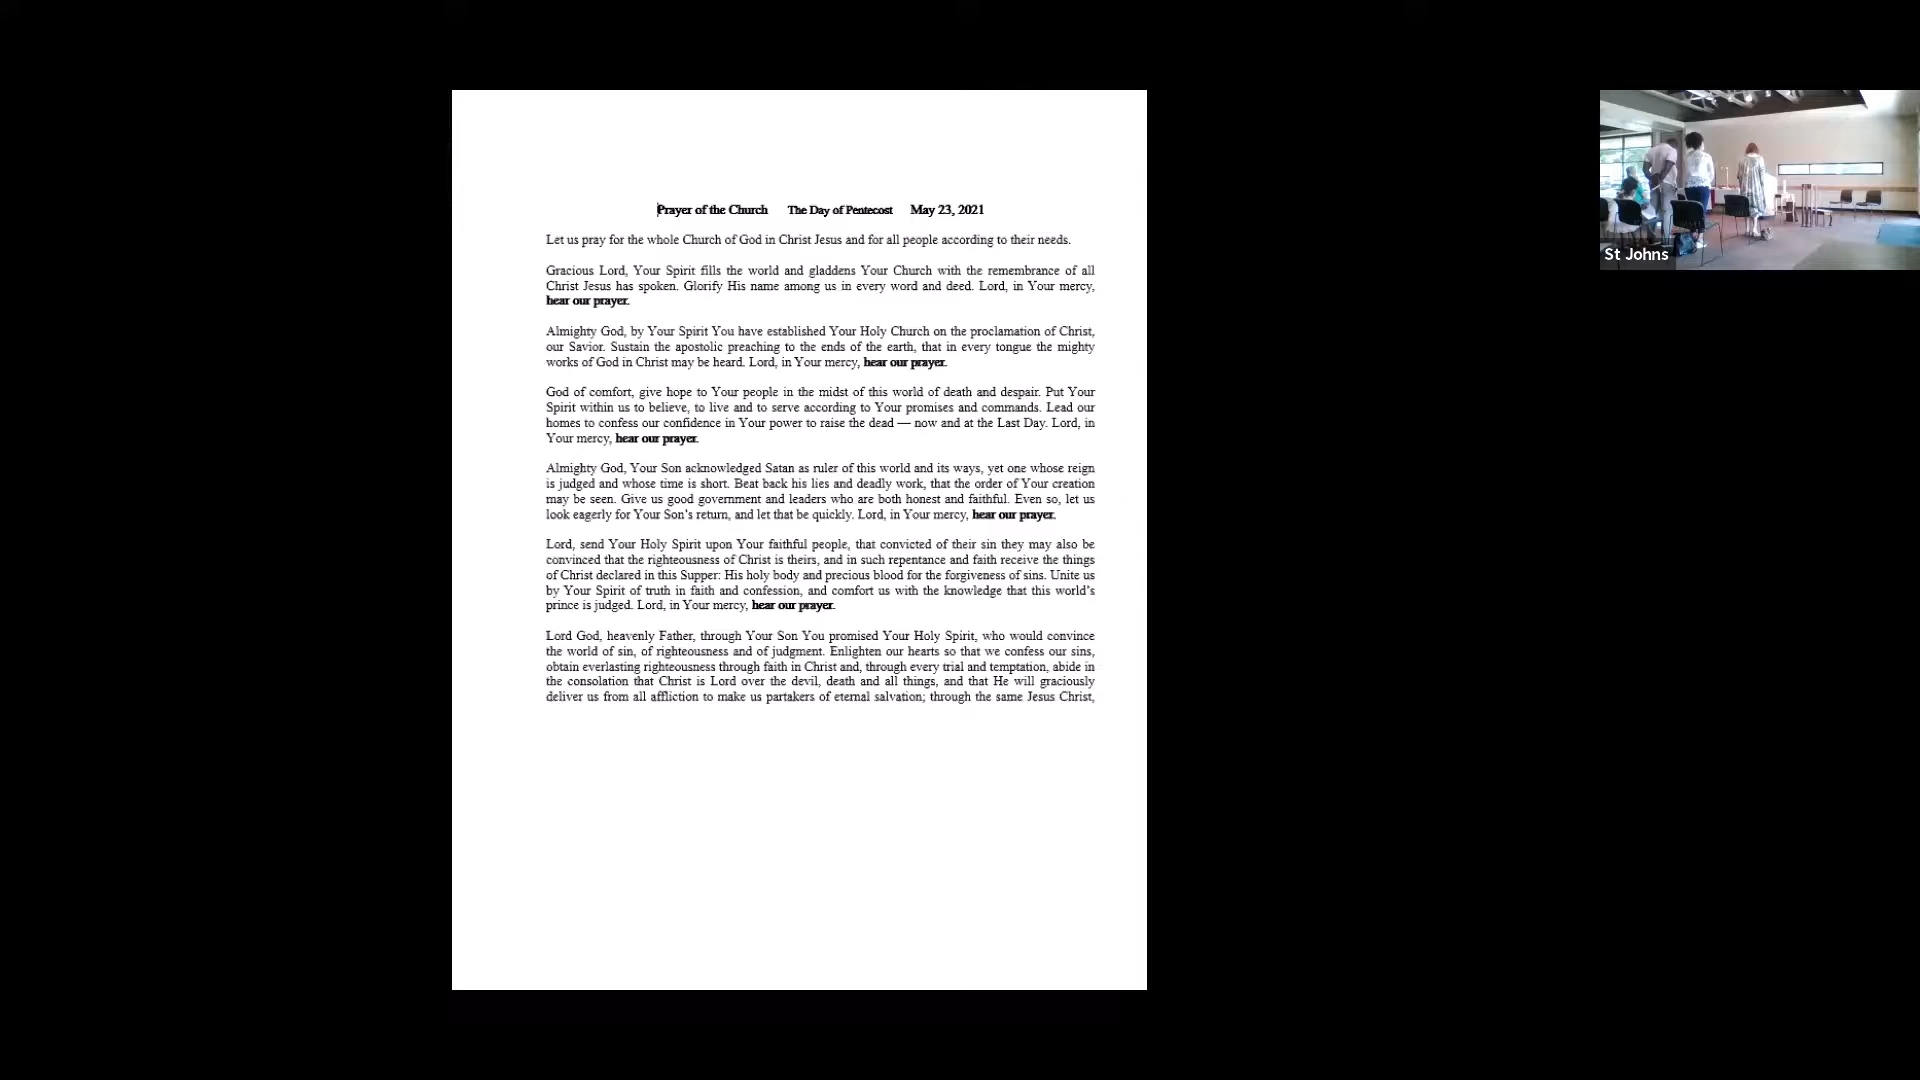 Prayer of the Church The Day of Pentecost May 23, 2021
Let us pray for the whole Church of God in Christ Jesus and for all people according to their needs.
Gracious Lord, Your Spirit fills the world and gladdens Your Church with the remembrance of all
Christ Jesus has spoken. Glorify His name among us in every word and deed. Lord, in Your mercy,
hear our prayer.
Almighty God, by Your Spirit You have established Your Holy Church on the proclamation of Christ,
our Savior. Sustain the apostolic preaching to the ends of the earth, that in every tongue the mighty
works of God in Christ may be heard. Lord, in Your mercy, hear our prayer.
God of comfort, give hope to Your people in the midst of this world of death and despair. Put Your
Spirit within us to believe, to live and to serve according to Your promises and commands. Lead our
homes to confess our confidence in Your power to raise the dead — now and at the Last Day. Lord, in
Your mercy, hear our prayer.
Almighty God, Your Son acknowledged Satan as ruler of this world and its ways, yet one whose reign
is judged and whose time is short. Beat back his lies and deadly work, that the order of Your creation
may be seen. Give us good government and leaders who are both honest and faithful. Even so, let us
look eagerly for Your Son's return, and let that be quickly. Lord, in Your mercy, hear our prayer.
Lord, send Your Holy Spirit upon Your faithful people, that convicted of their sin they may also be
convinced that the righteousness of Christ is theirs, and in such repentance and faith receive the things
of Christ declared in this Supper: His holy body and precious blood for the forgiveness of sins. Unite us
by Your Spirit of truth in faith and confession, and comfort us with the knowledge that this world's
prince is judged. Lord, in Your mercy, hear our prayer.
Lord God, heavenly Father, through Your Son You promised Your Holy Spirit, who would convince
the world of sin, of righteousness and of judgment. Enlighten our hearts so that we confess our sins,
obtain everlasting righteousness through faith in Christ and, through every trial and temptation, abide in
the consolation that Christ is Lord over the devil, death and all things, and that He will graciously
deliver us from all affliction to make us partakers of eternal salvation; through the same Jesus Christ,
St Johns